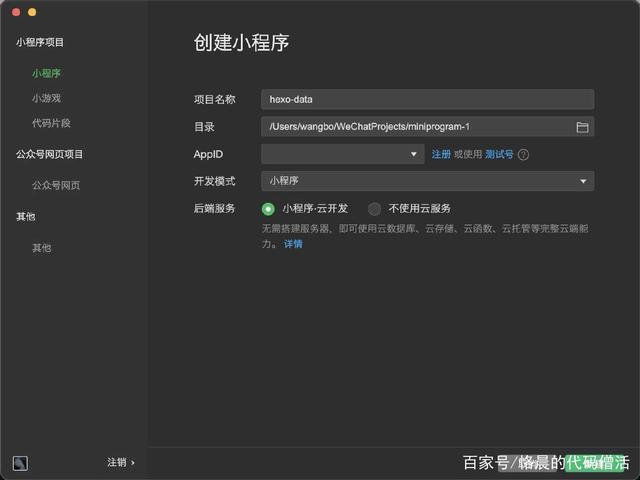 小程序项目
小程序
小游戏
代码片段
公众号网页项目
公众号网页
其他
其他
注销 ›
创建小程序
项目名称 hexo-data
目录 /Users/wangbo/WeChatProjects/miniprogram-1
AppID 注册 或使用 测试号 ?
开发模式 小程序
后端服务 小程序·云开发 不使用云服务
无需搭建服务器，即可使用云数据库、云存储、云函数、云托管等完整云端能
力。 详情
百家号/烙晨的代码僧活